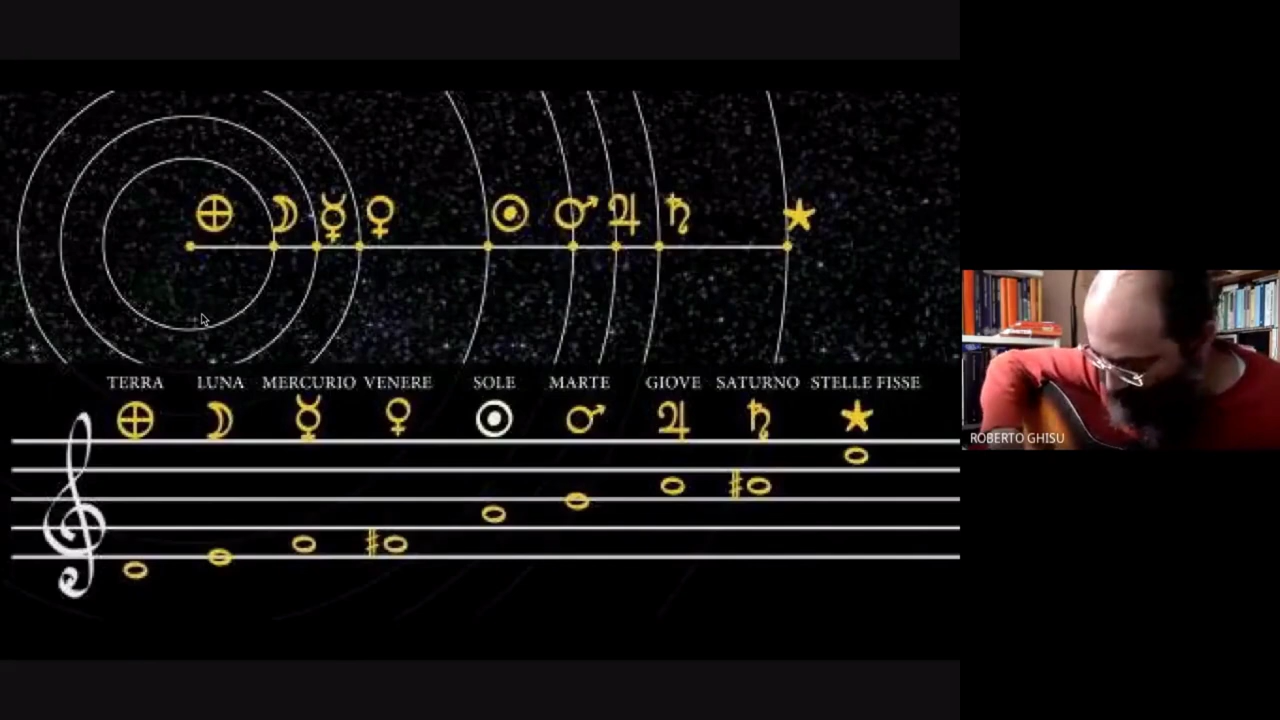 TERRA LUNA MERCURIO VENERE SOLE MARTE GIOVE SATURNO STELLE FISSE
ROBERTO GHISU